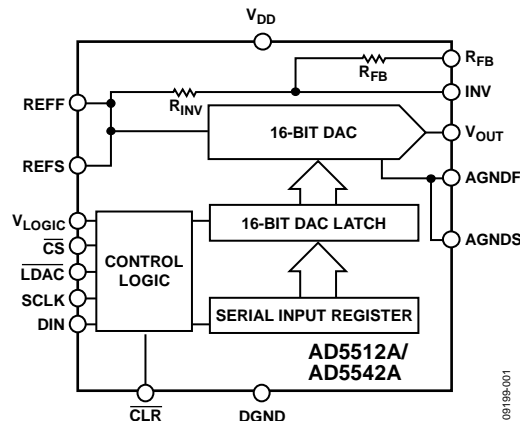 VDD
RFB
RFB
REFF
RINV
INV
16-BIT DAC
VOUT
REFS
AGNDF
VLOGIC
CS
16-BIT DAC LATCH
AGNDS
CONTROL
LOGIC
LDAC
SCLK
DIN
SERIAL INPUT REGISTER
AD5512A/
AD5542A
CLR
DGND
09199-001